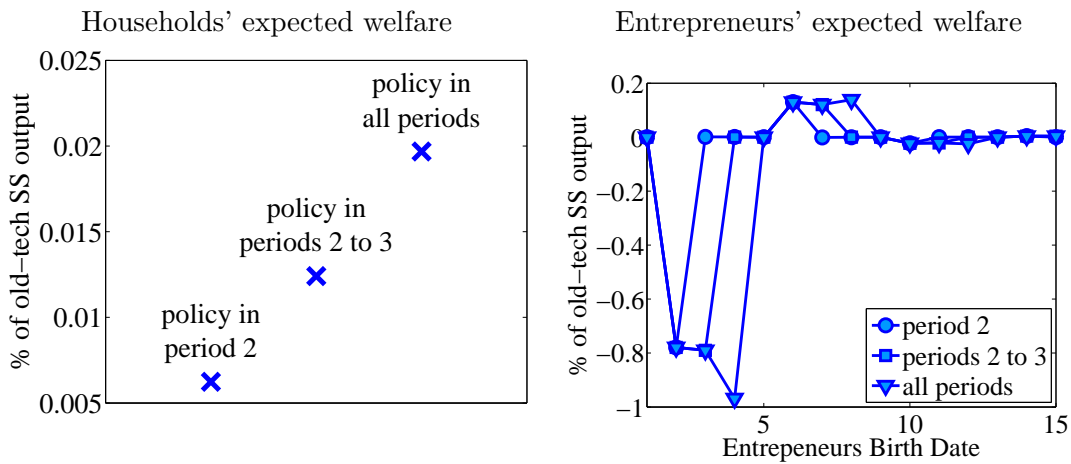 Households' expected welfare
% of old−tech SS output
0.025
0.02
0.015
0.01
0.005
policy in
all periods
policy in
periods 2 to 3
policy in
period 2
Entrepreneurs' expected welfare
% of old−tech SS output
0.2
0
−0.2
−0.4
−0.6
−0.8
−1
5
10
15
period 2
periods 2 to 3
all periods
Entrepeneurs Birth Date